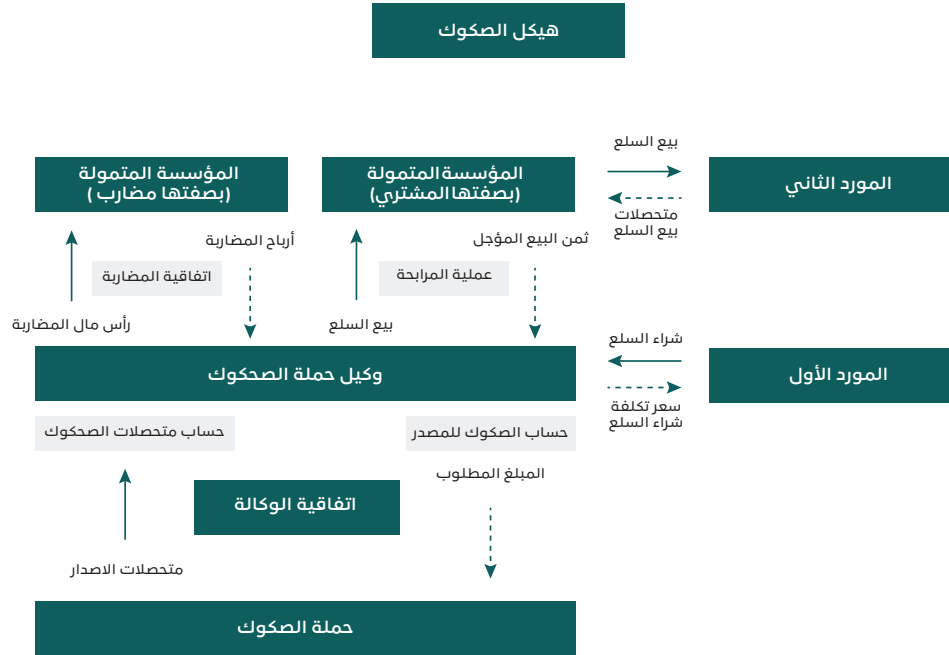 هيكل الصكوك
المؤسسة المتمولة
(بصفتها مضارب )
المؤسسة المتمولة
(بصفتها المشتري)
بيع السلع
متحصلات
بيع السلع
المورد الثاني
أرباح المضاربة
اتفاقية المضاربة
رأس مال المضاربة
ثمن البيع المؤجل
عملية المرابحة
بيع السلع
وكيل حملة الصحكوك
شراء السلع
سعر تكلفة
شراء السلع
المورد الأول
حساب متحصلات الصحكوك
حساب الصكوك للمصدر
المبلغ المطلوب
اتفاقية الوكالة
متحصلات الاصدار
حملة الصكوك